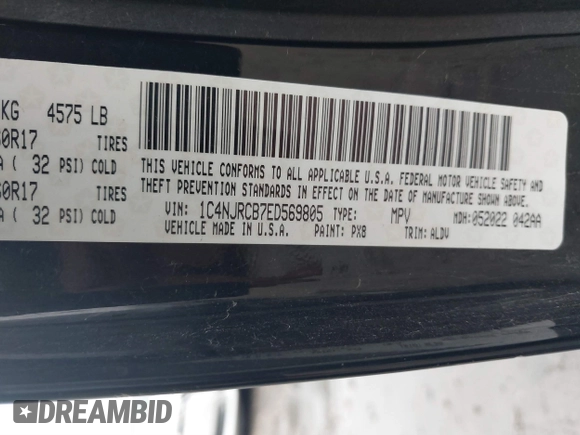 KG 4575 LB
0R17 TIRES
( 32 PSI) COLD
0R17 TIRES
( 32 PSI) COLD
THIS VEHICLE CONFORMS TO ALL APPLICABLE U.S.A. FEDERAL MOTOR VEHICLE SAFETY, AND
THEFT PREVENTION STANDARDS IN EFFECT ON THE DATE OF MANUFACTURE SHOWN ABOVE.
VIN: 1C4NJRCB7ED569805 TYPE: MPV MDH:052022 042AA
VEHICLE MADE IN U.S.A. PAINT: PX8 TRIM: ALDV
DREAMBID